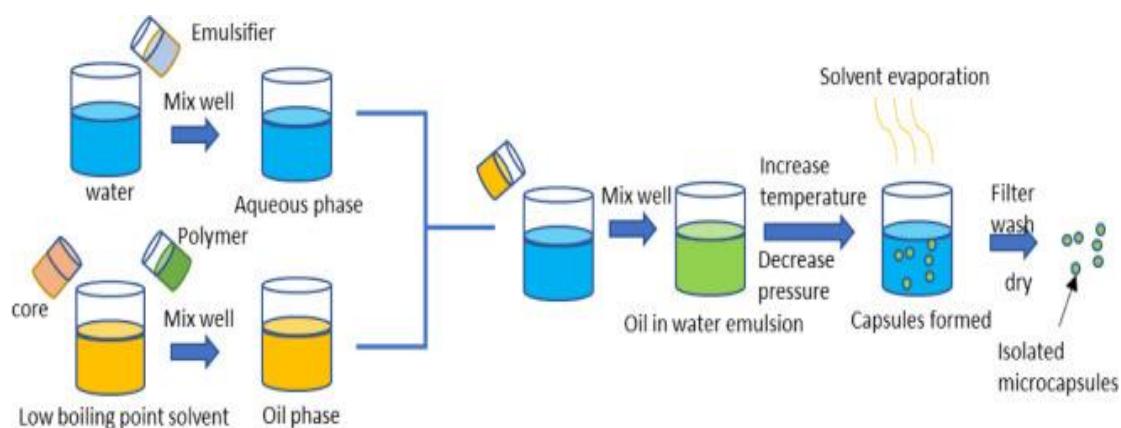 Emulsifier
Mix well
water
Aqueous phase
Polymer
core
Mix well
Low boiling point solvent
Oil phase
Mix well
Oil in water emulsion
Increase
temperature
Decrease
pressure
Solvent evaporation
Capsules formed
Filter
wash
dry
Isolated
microcapsules